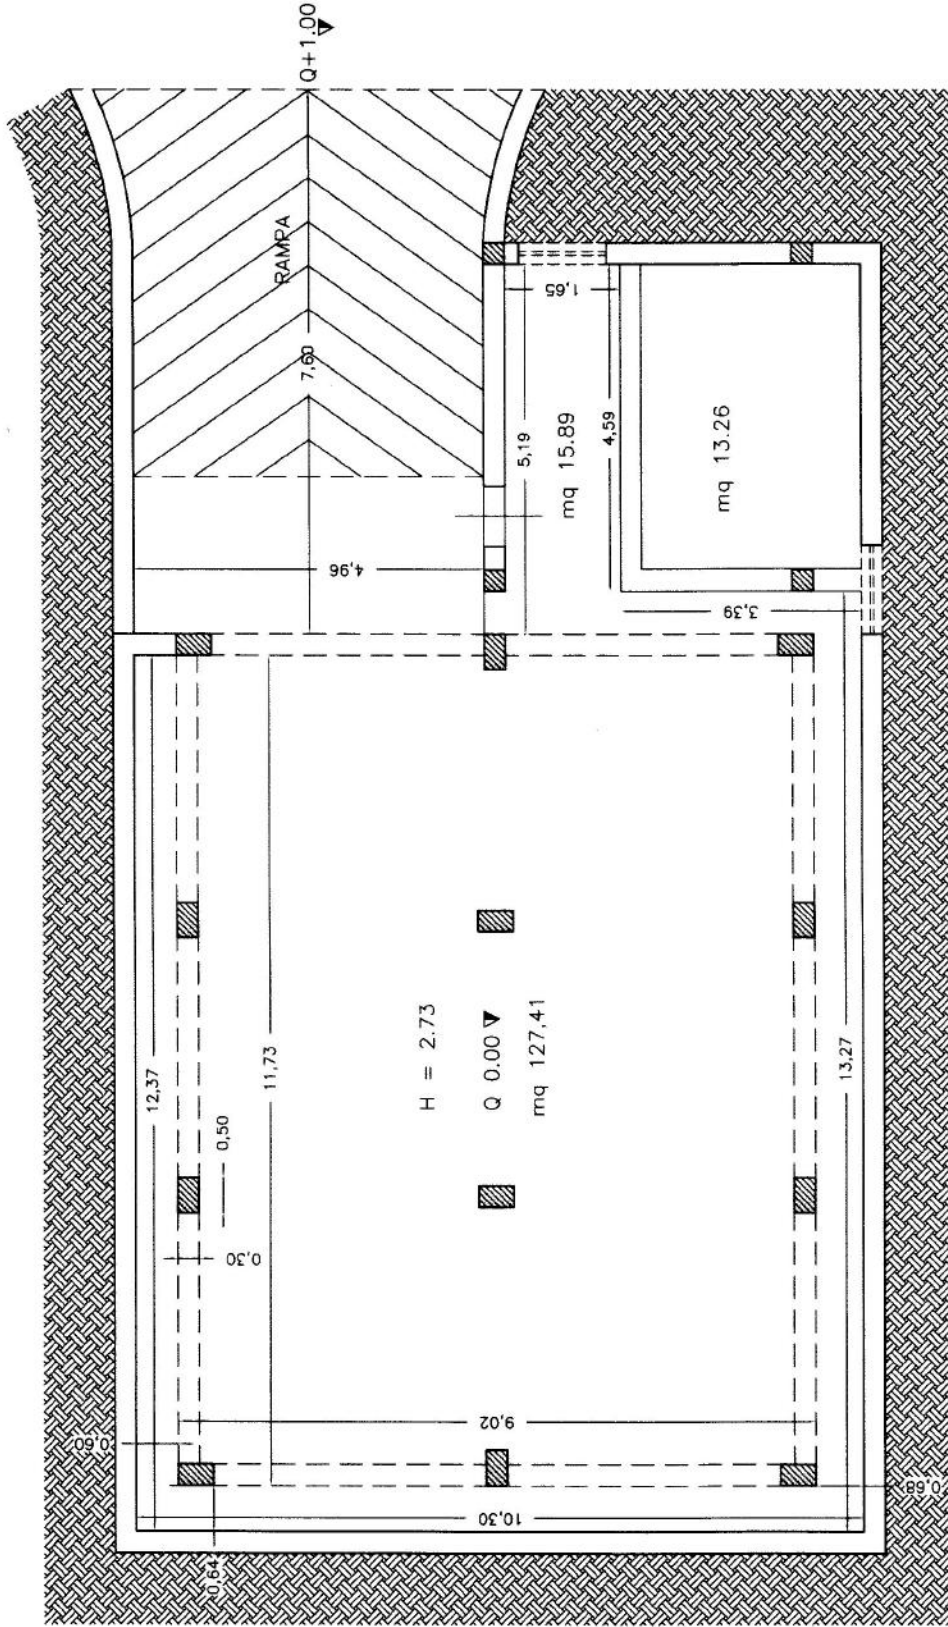 Q+1.00
RAMPA
7,60
4,96
1,65
5,19
mq 15.89
4,59
mq 13.26
3,39
12,37
11,73
0,50
0,30
H = 2.73
Q 0.00
mq 127,41
13,27
9,02
0,60
0,64
10,30
0,68